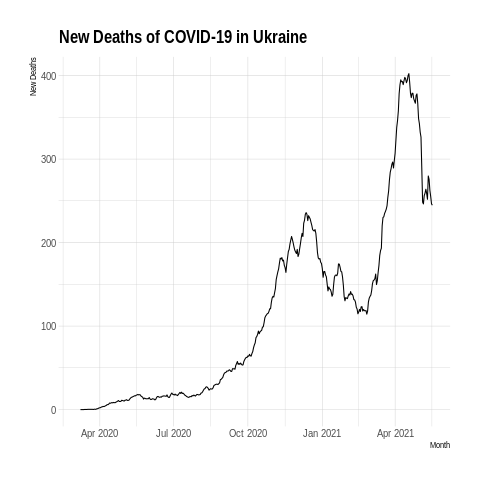 New Deaths of COVID-19 in Ukraine
New Deaths
400
300
200
100
0
Apr 2020
Jul 2020
Oct 2020
Jan 2021
Apr 2021
Month